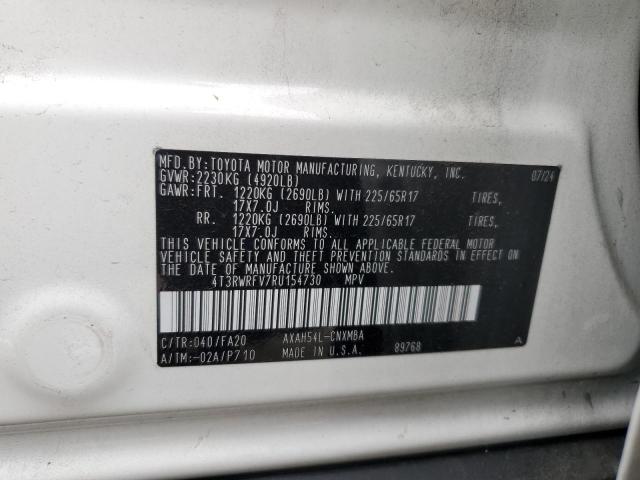 MFD.BY:TOYOTA MOTOR MANUFACTURING, KENTUCKY, INC. 07/24
GVWR:2230KG (4920LB)
GAWR:FRT. 1220KG (2690LB) WITH 225/65R17 TIRES,
17X7.0J RIMS.
RR. 1220KG (2690LB) WITH 225/65R17 TIRES,
17X7.0J RIMS.
THIS VEHICLE CONFORMS TO ALL APPLICABLE FEDERAL MOTOR
VEHICLE SAFETY AND THEFT PREVENTION STANDARDS IN EFFECT ON
THE DATE OF MANUFACTURE SHOWN ABOVE.
4T3RWRFV7RU154730 MPV
C/TR:040/FA20 AXAH54L-CNXMBA
A/TM:-02A/P710 MADE IN U.S.A. 89768 A